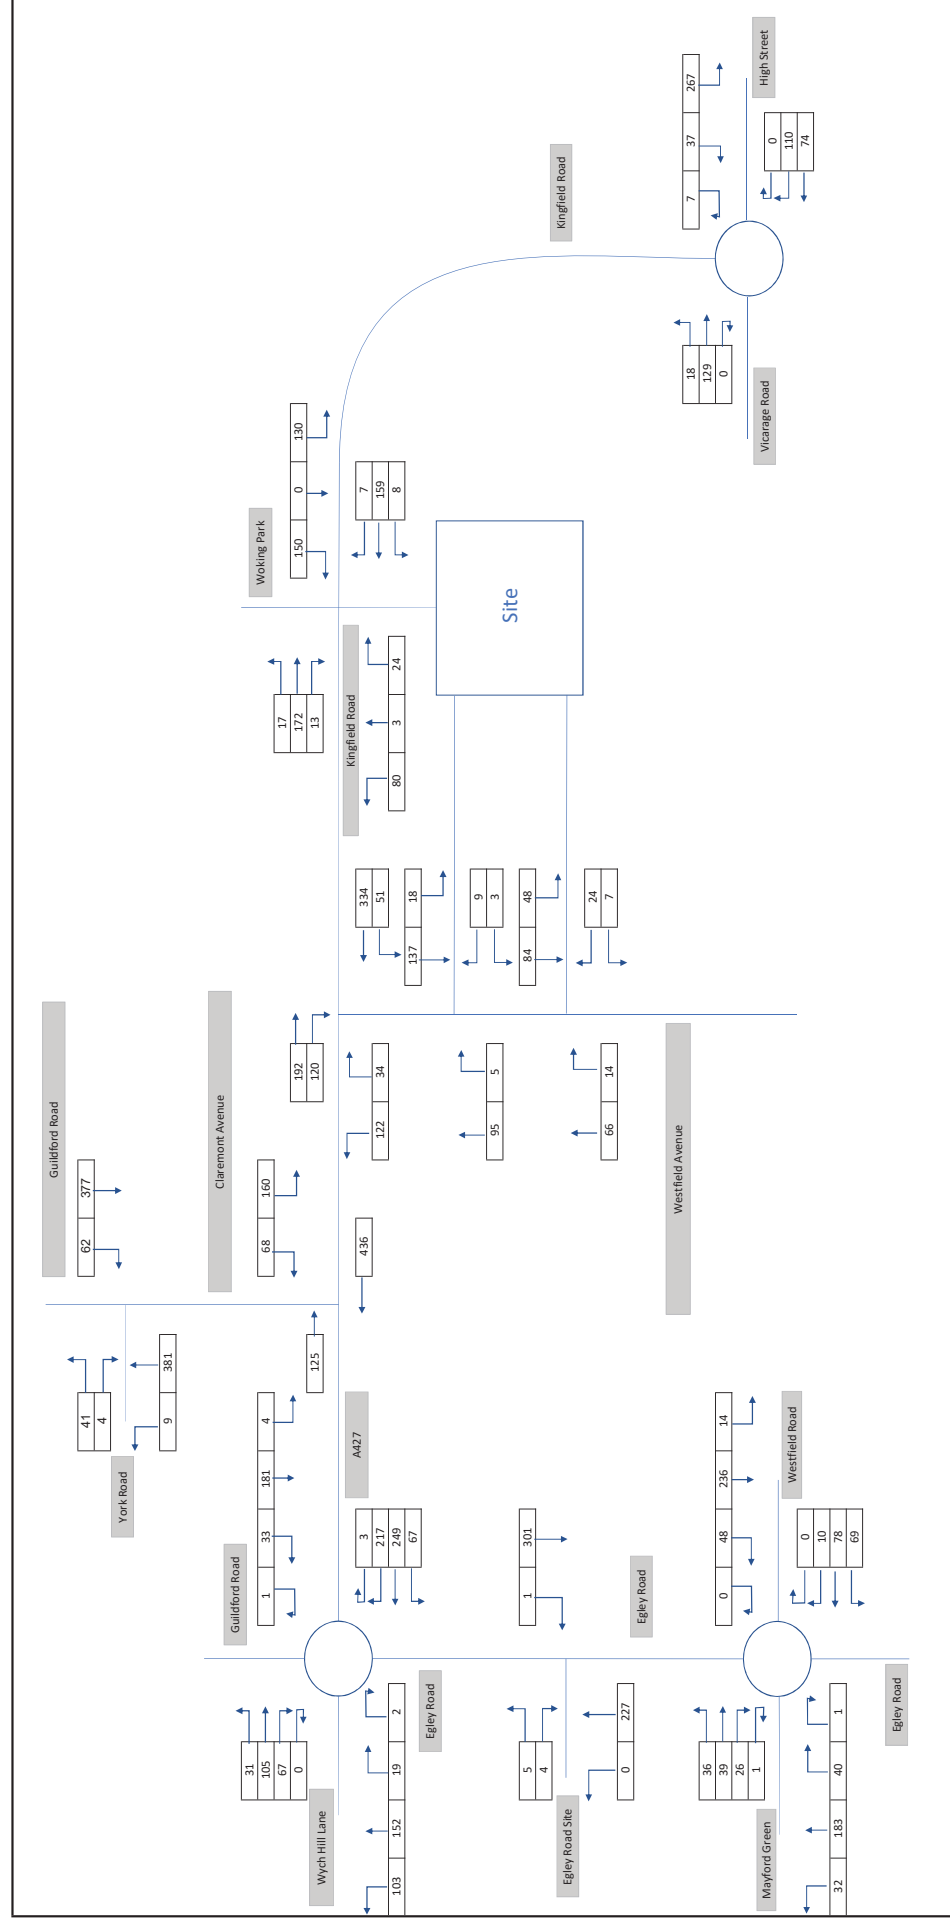 Guildford Road
62 377
41
4
York Road
9 381
Claremont Avenue
Guildford Road
1 33 181 4
68 160
31
105
67
0
Wych Hill Lane
125
192
120
17
172
13
Woking Park
150 0 130
Kingfield Road
A427
3
217
249
67
436
122 34
334
51
137 18
80 3 24
7
159
8
103 152 19 2
Egley Road
95 5
9
3
Site
Kingfield Road
5
4
1 301
84 48
Egley Road Site
66 14
24
7
0 227
Egley Road
Westfield Avenue
18
129
0
7 37 267
36
39
26
1
48 236 14
0
Mayford Green
Westfield Road
Vicarage Road
High Street
0
110
74
0
10
78
69
32 183 40 1
Egley Road